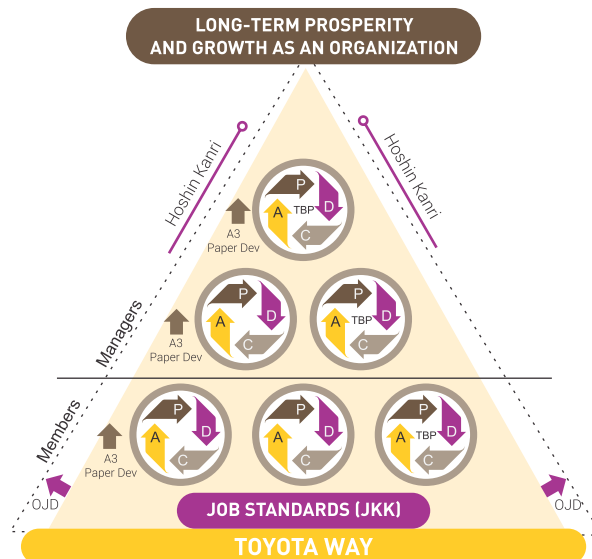 LONG-TERM PROSPERITY
AND GROWTH AS AN ORGANIZATION
Hoshin Kanri
Hoshin Kanri
P
D
C
A
TBP
A3
Paper Dev
P
D
C
A
P
D
C
A
TBP
A3
Paper Dev
Managers
Members
P
D
C
A
P
D
C
A
P
D
C
A
TBP
A3
Paper Dev
OJD
OJD
JOB STANDARDS (JKK)
TOYOTA WAY